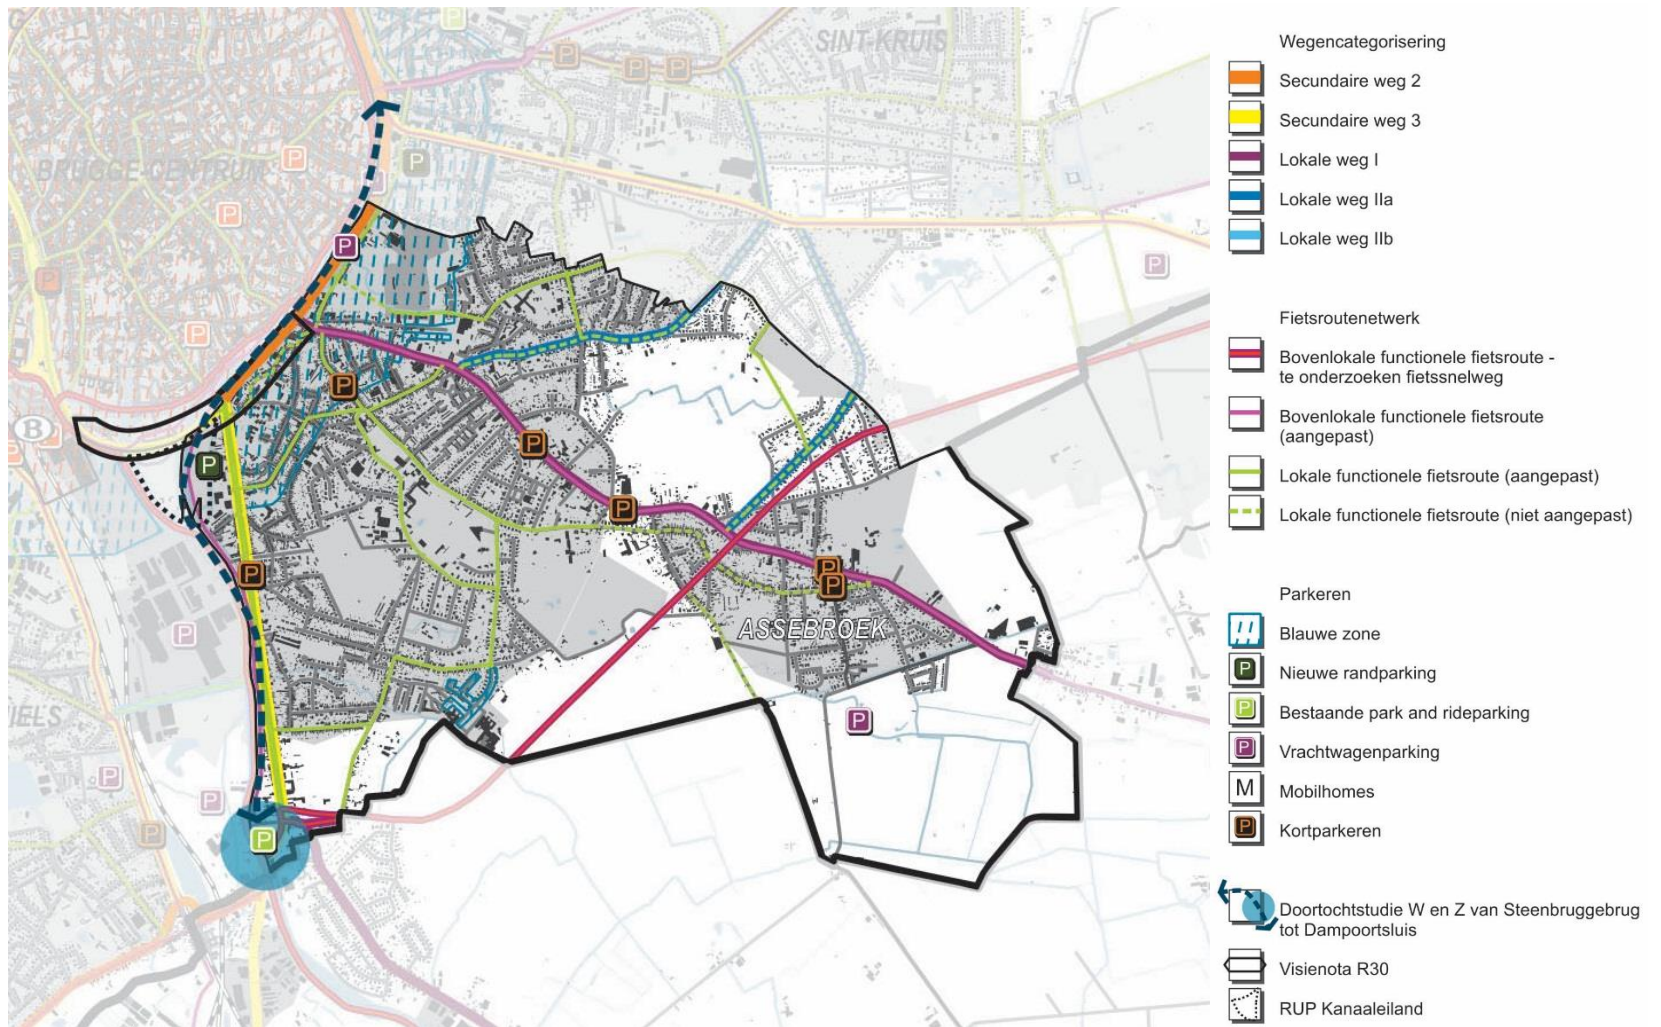 SINT-KRUIS
BRUGGE-CENTRUM
P
P
P
P
P
P
P
P
P
P
P
P
P
P
B
P
P
M
P
P
P
P
ASSEBROEK
IELS
P
P
P
P
P
Wegencategorisering
Secundaire weg 2
Secundaire weg 3
Lokale weg I
Lokale weg IIa
Lokale weg IIb
Fietsroutenetwerk
Bovenlokale functionele fietsroute -
te onderzoeken fietssnelweg
Bovenlokale functionele fietsroute
(aangepast)
Lokale functionele fietsroute (aangepast)
Lokale functionele fietsroute (niet aangepast)
Parkeren
Blauwe zone
P Nieuwe randparking
P Bestaande park and rideparking
P Vrachtwagenparking
M Mobilhomes
P Kortparkeren
Doortochtstudie W en Z van Steenbruggebrug
tot Dampoortsluis
Visienota R30
RUP Kanaaleiland